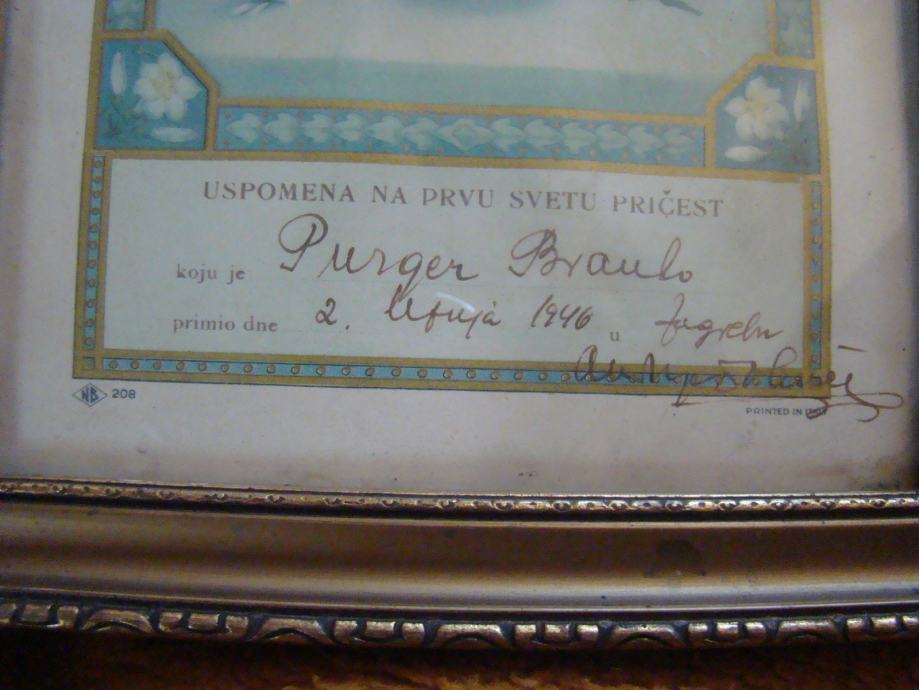 USPOMENA NA PRVU SVETU PRIČEST
koju je Purger Branko
primio dne 2. lipnja 1946 u Zagrebu
NB 208
PRINTED IN